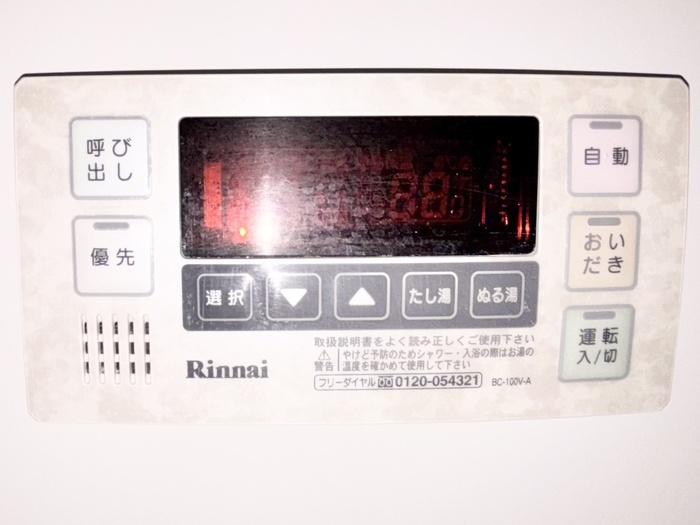 呼び
出し
優先
自動
おい
だき
運転
入/切
選択
▼
▲
たし湯
ぬる湯
Rinnai
取扱説明書をよく読み正しくご使用下さい
⚠警告
やけど予防のためシャワー・入浴の際はお湯の
温度を確かめて使用して下さい
フリーダイヤル 0120-054321 BC-100V-A